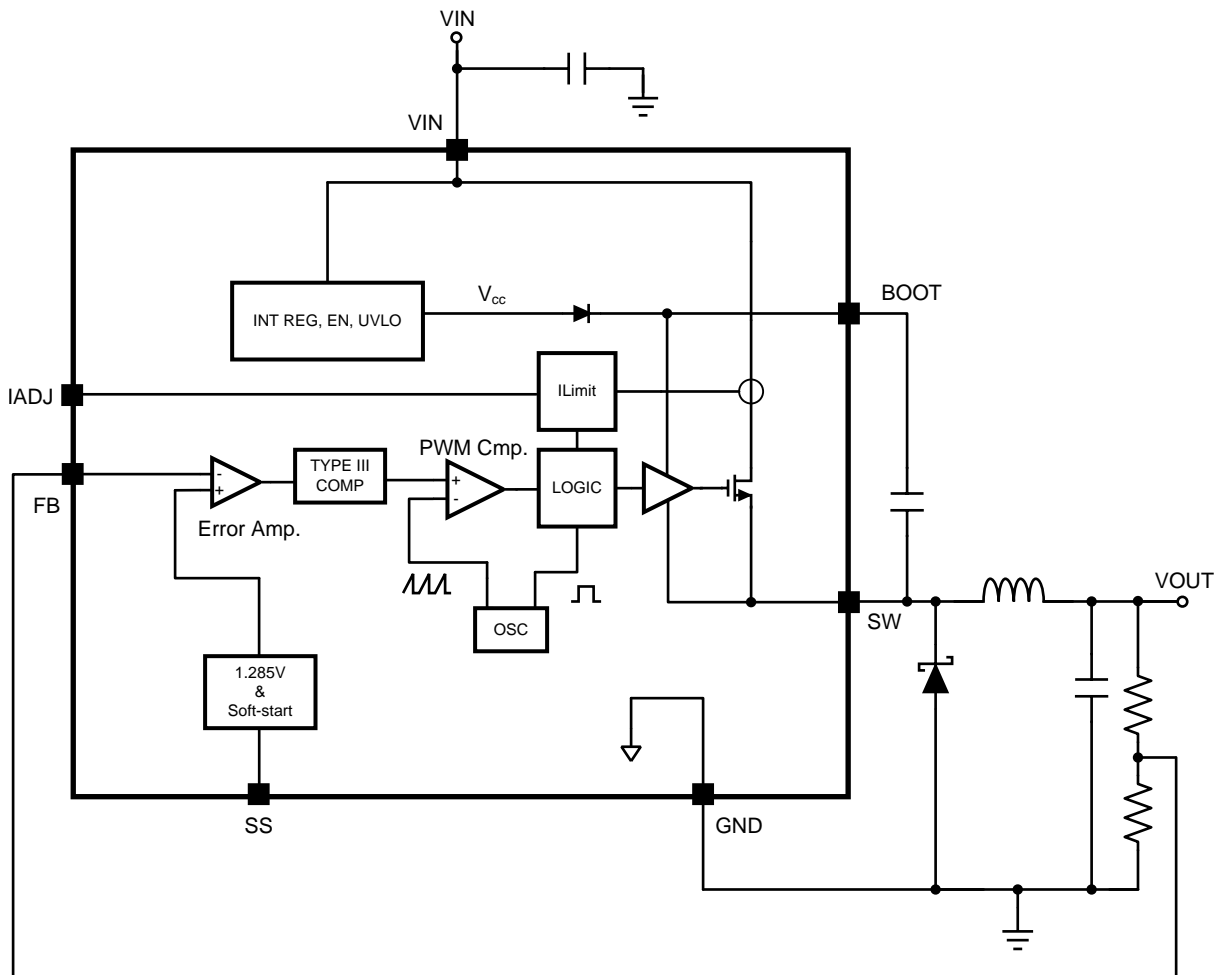 VIN
VIN
BOOT
V_cc
INT REG, EN, UVLO
IADJ
ILimit
PWM Cmp.
FB
-
+
TYPE III
COMP
+
-
LOGIC
Error Amp.
OSC
SW
VOUT
1.285V
&
Soft-start
SS
GND